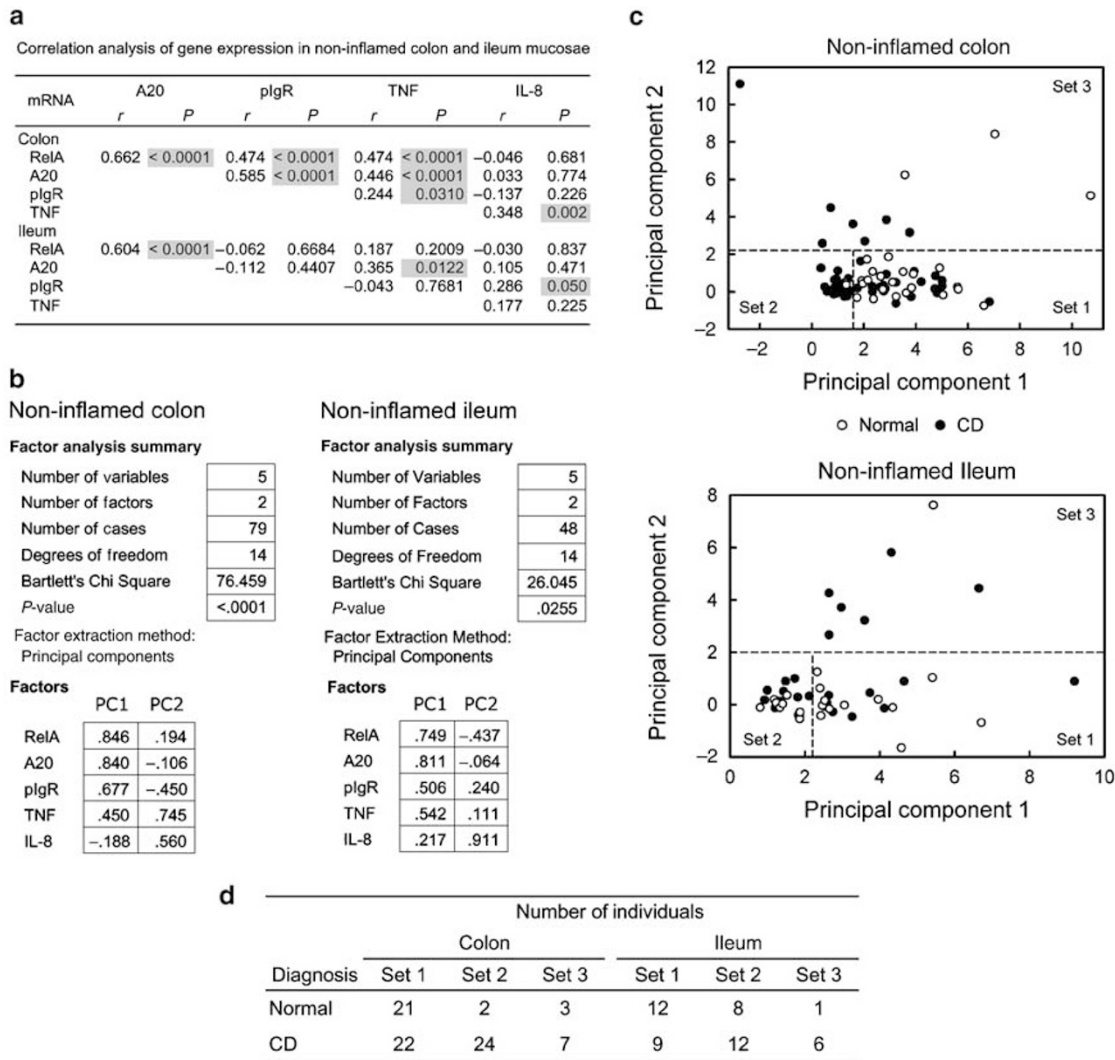 a
Correlation analysis of gene expression in non-inflamed colon and ileum mucosae
mRNA A20 pIgR TNF IL-8
r P r P r P r P
Colon
RelA 0.662 < 0.0001 0.474 < 0.0001 0.474 < 0.0001 −0.046 0.681
A20 0.585 < 0.0001 0.446 < 0.0001 0.033 0.774
pIgR 0.244 0.0310 −0.137 0.226
TNF 0.348 0.002
Ileum
RelA 0.604 < 0.0001 −0.062 0.6684 0.187 0.2009 −0.030 0.837
A20 −0.112 0.4407 0.365 0.0122 0.105 0.471
pIgR −0.043 0.7681 0.286 0.050
TNF 0.177 0.225
b
Non-inflamed colon
Factor analysis summary
Number of variables 5
Number of factors 2
Number of cases 79
Degrees of freedom 14
Bartlett's Chi Square 76.459
P-value <.0001
Factor extraction method:
Principal components
Factors
PC1 PC2
RelA .846 .194
A20 .840 −.106
pIgR .677 −.450
TNF .450 .745
IL-8 −.188 .560
Non-inflamed ileum
Factor analysis summary
Number of Variables 5
Number of Factors 2
Number of Cases 48
Degrees of Freedom 14
Bartlett's Chi Square 26.045
P-value .0255
Factor Extraction Method:
Principal Components
Factors
PC1 PC2
RelA .749 −.437
A20 .811 −.064
pIgR .506 .240
TNF .542 .111
IL-8 .217 .911
c
Non-inflamed colon
Principal component 2
12
10
8
6
4
2
0
−2
Set 3
Set 2
Set 1
−2 0 2 4 6 8 10
Principal component 1
Normal CD
Non-inflamed Ileum
Principal component 2
8
6
4
2
0
−2
Set 3
Set 2
Set 1
0 2 4 6 8 10
Principal component 1
d
Number of individuals
Colon Ileum
Diagnosis Set 1 Set 2 Set 3 Set 1 Set 2 Set 3
Normal 21 2 3 12 8 1
CD 22 24 7 9 12 6